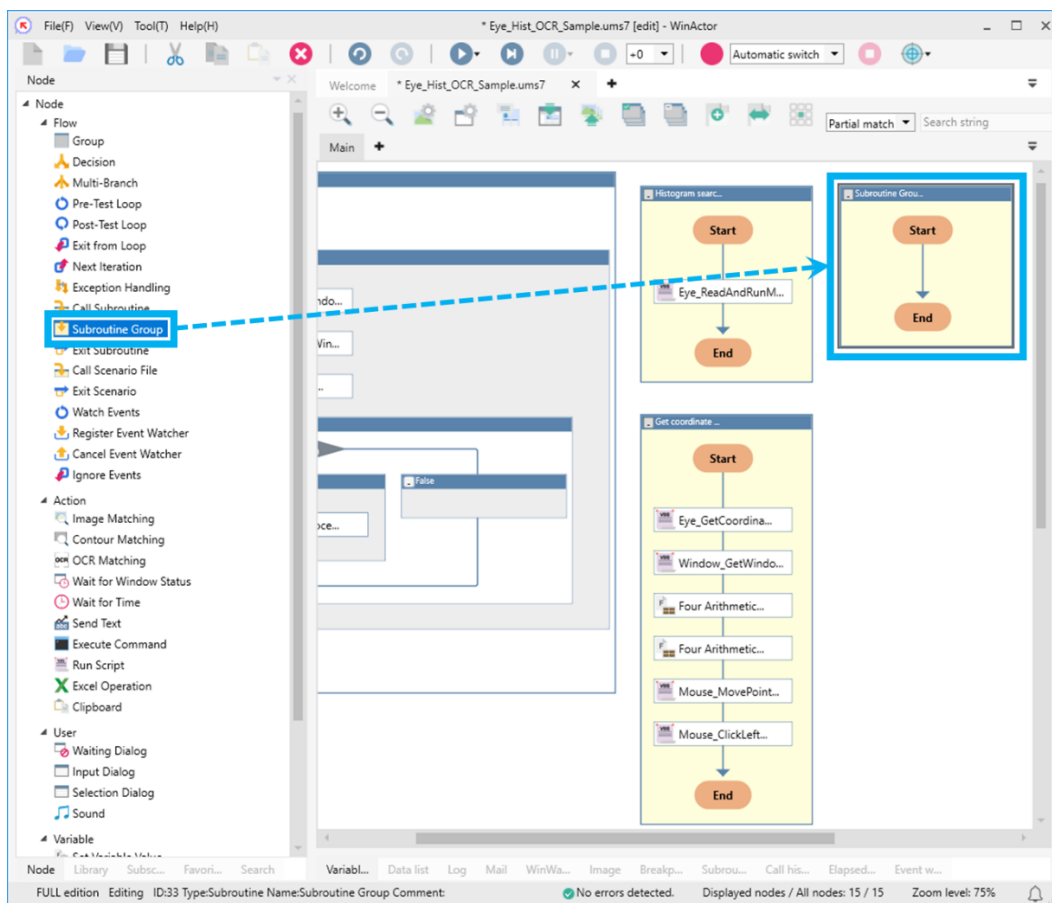 File(F) View(V) Tool(T) Help(H)
* Eye_Hist_OCR_Sample.ums7 [edit] - WinActor
+0
Automatic switch
Node
Welcome
* Eye_Hist_OCR_Sample.ums7
Partial match
Search string
Main
Node
Flow
Group
Decision
Multi-Branch
Pre-Test Loop
Post-Test Loop
Exit from Loop
Next Iteration
Exception Handling
Call Subroutine
Subroutine Group
Exit Subroutine
Call Scenario File
Exit Scenario
Watch Events
Register Event Watcher
Cancel Event Watcher
Ignore Events
Action
Image Matching
Contour Matching
OCR Matching
Wait for Window Status
Wait for Time
Send Text
Execute Command
Run Script
Excel Operation
Clipboard
User
Waiting Dialog
Input Dialog
Selection Dialog
Sound
Variable
Set Variable Value
ndo...
Win...
..
False
oce...
Histogram searc...
Start
Eye_ReadAndRunM...
End
Subroutine Grou...
Start
End
Get coordinate ...
Start
Eye_GetCoordina...
Window_GetWindo...
Four Arithmetic...
Four Arithmetic...
Mouse_MovePoint...
Mouse_ClickLeft...
End
Node Library Subsc... Favori... Search
Variabl... Data list Log Mail WinWa... Image Breakp... Subrou... Call his... Elapsed... Event w...
FULL edition Editing ID:33 Type:Subroutine Name:Subroutine Group Comment:
No errors detected.
Displayed nodes / All nodes: 15 / 15
Zoom level: 75%